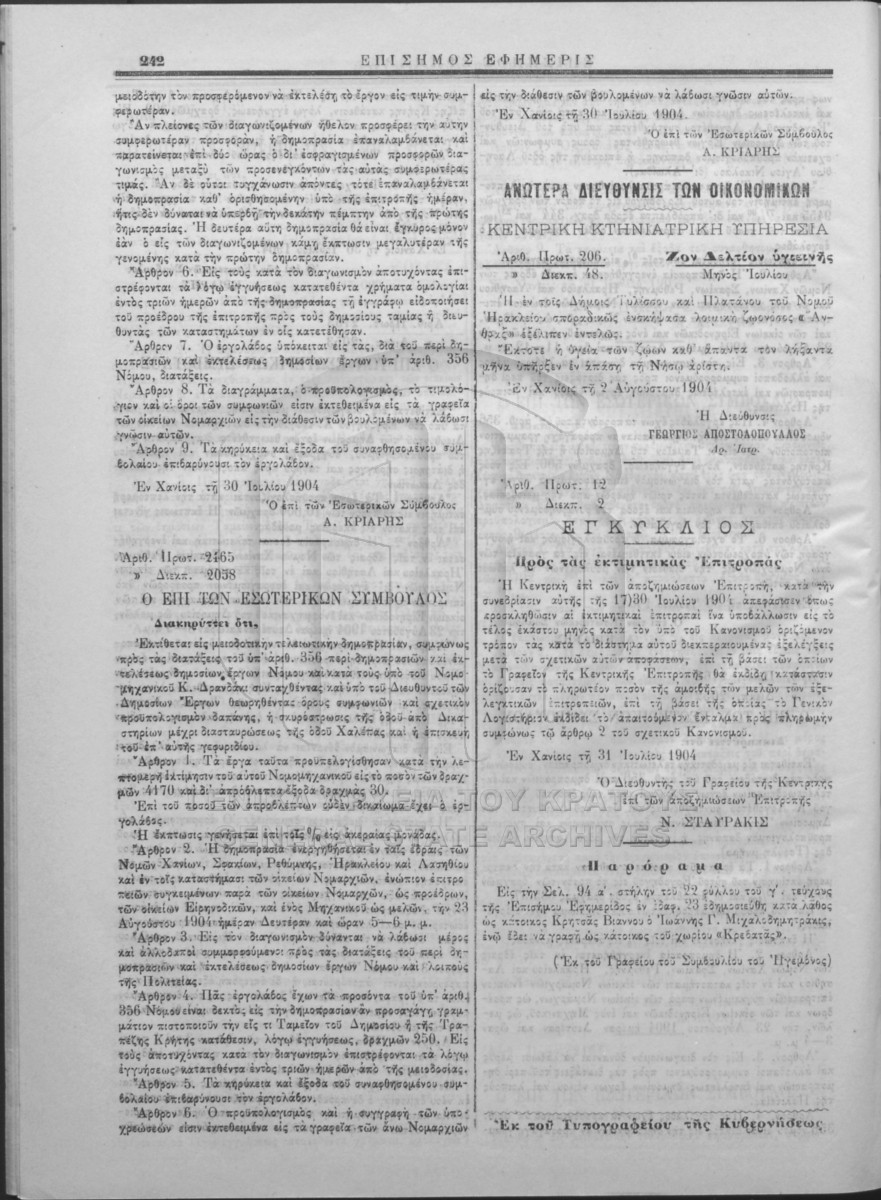 242
ΕΠΙΣΗΜΟΣ ΕΦΗΜΕΡΙΣ
μειοδότην τὸν προσφερόμενον νὰ ἐκτελέσῃ τὸ ἔργον εἰς τιμὴν συμ-
φερωτέραν.
Ἂν πλείονες τῶν διαγωνιζομένων ἤθελον προσφέρει τὴν αὐτὴν
συμφερωτέραν προσφοράν, ἡ δημοπρασία ἐπαναλαμβάνεται καὶ
παρατείνεται ἐπὶ δύο ὥρας ὁ δι' ἐσφραγισμένων προσφορῶν δια-
γωνισμὸς μεταξὺ τῶν προσενεγκόντων τὰς αὐτὰς συμφερωτέρας
τιμάς. Ἂν δὲ οὗτοι τυγχάνωσιν ἀπόντες τότε ἐπαναλαμβάνεται
ἡ δημοπρασία καθ' ὁρισθησομένην ὑπὸ τῆς ἐπιτροπῆς ἡμέραν,
ἥτις δὲν δύναται νὰ ὑπερβῇ τὴν δεκάτην πέμπτην ἀπὸ τῆς πρώτης
δημοπρασίας. Ἡ δευτέρα αὕτη δημοπρασία θὰ εἶναι ἔγκυρος μόνον
ἐὰν ὁ εἷς τῶν διαγωνιζομένων κάμῃ ἔκπτωσιν μεγαλυτέραν τῆς
γενομένης κατὰ τὴν πρώτην δημοπρασίαν.
Ἄρθρον 6. Εἰς τοὺς κατὰ τὸν διαγωνισμὸν ἀποτυχόντας ἐπι-
στρέφονται τὰ λόγῳ ἐγγυήσεως κατατεθέντα χρήματα ὁμολογίαι
ἐντὸς τριῶν ἡμερῶν ἀπὸ τῆς δημοπρασίας τῇ ἐγγράφῳ εἰδοποιήσει
τοῦ προέδρου τῆς ἐπιτροπῆς πρὸς τοὺς δημοσίους ταμίας ἢ διευ-
θυντὰς τῶν καταστημάτων ἐν οἷς κατετέθησαν.
Ἄρθρον 7. Ὁ ἐργολάβος ὑπόκειται εἰς τὰς, διὰ τοῦ περὶ δη-
μοπρασιῶν καὶ ἐκτελέσεως δημοσίων ἔργων ὑπ' ἀριθ. 356
Νόμου, διατάξεις.
Ἄρθρον 8. Τὰ διαγράμματα, ὁ προϋπολογισμός, τὸ τιμολό-
γιον καὶ οἱ ὅροι τῶν συμφωνιῶν εἰσὶν ἐκτεθειμένα εἰς τὰ γραφεῖα
τῶν οἰκείων Νομαρχιῶν εἰς τὴν διάθεσιν τῶν βουλομένων νὰ λάβωσι
γνῶσιν αὐτῶν.
Ἄρθρον 9. Τὰ κηρύκεια καὶ ἔξοδα τοῦ συναφθησομένου συμ-
βολαίου ἐπιβαρύνουσι τὸν ἐργολάβον.
Ἐν Χανίοις τῇ 30 Ἰουλίου 1904
Ὁ ἐπὶ τῶν Ἐσωτερικῶν Σύμβουλος
Α. ΚΡΙΑΡΗΣ
Ἀριθ. Πρωτ. 2465
» Διεκπ. 2058
Ο ΕΠΙ ΤΩΝ ΕΣΩΤΕΡΙΚΩΝ ΣΥΜΒΟΥΛΟΣ
Διακηρύττει ὅτι,
Ἐκτίθεται εἰς μειοδοτικὴν τελειωτικὴν δημοπρασίαν, συμφώνως
πρὸς τὰς διατάξεις τοῦ ὑπ' ἀριθ. 356 περὶ δημοπρασιῶν καὶ ἐκ-
τελέσεως δημοσίων, ἔργων Νόμου καὶ κατὰ τοὺς ὑπὸ τοῦ Νομο-
μηχανικοῦ Κ. Δρανδάκι συνταχθέντας καὶ ὑπὸ τοῦ Διευθυντοῦ τῶν
Δημοσίων Ἔργων θεωρηθέντας ὅρους συμφωνιῶν καὶ σχετικὸν
προϋπολογισμὸν δαπάνης, ἡ σκυρόστρωσις τῆς ὁδοῦ ἀπὸ Δικα-
στηρίων μέχρι διασταυρώσεως τῆς ὁδοῦ Χαλέπας καὶ ἡ ἐπισκευὴ
τοῦ ἐπ' αὐτῆς γεφυριδίου.
Ἄρθρον 1. Τὰ ἔργα ταῦτα προυπελογίσθησαν κατὰ τὴν λε-
πτομερῆ ἐκτίμησιν τοῦ αὐτοῦ Νομομηχανικοῦ εἰς τὸ ποσὸν τῶν δραχ-
μῶν 4170 καὶ δι' ἀπρόβλεπτα ἔξοδα δραχμὰς 30.
Ἐπὶ τοῦ ποσοῦ τῶν ἀπροβλέπτων οὐδὲν δικαίωμα ἔχει ὁ ἐρ-
γολάβος.
Ἡ ἔκπτωσις γενήσεται ἐπὶ τοῖς % εἰς ἀκεραίας μονάδας.
Ἄρθρον 2. Ἡ δημοπρασία ἐνεργηθήσεται ἐν ταῖς ἕδραις τῶν
Νομῶν Χανίων, Σφακίων, Ρεθύμνης, Ἡρακλείου καὶ Λασηθίου
καὶ ἐν τοῖς καταστήμασι τῶν οἰκείων Νομαρχιῶν, ἐνώπιον ἐπιτρο-
πειῶν συγκειμένων παρὰ τῶν οἰκείων Νομαρχῶν, ὡς προέδρων,
τῶν οἰκείων Εἰρηνοδικῶν, καὶ ἑνὸς Μηχανικοῦ ὡς μελῶν, τὴν 23
Αὐγούστου 1904 ἡμέραν Δευτέραν καὶ ὥραν 5—6 μ. μ.
Ἄρθρον 3. Εἰς τὸν διαγωνισμὸν δύνανται νὰ λάβωσι μέρος
καὶ ἀλλοδαποὶ συμμορφούμενοι πρὸς τὰς διατάξεις τοῦ περὶ δη-
μοπρασιῶν καὶ ἐκτελέσεως δημοσίων ἔργων Νόμου καὶ λοιποὺς
τῆς Πολιτείας.
Ἄρθρον 4. Πᾶς ἐργολάβος ἔχων τὰ προσόντα τοῦ ὑπ' ἀριθ.
356 Νόμου εἶναι δεκτὸς εἰς τὴν δημοπρασίαν ἂν προσαγάγῃ γραμ-
μάτιον πιστοποιοῦν τὴν εἴς τι Ταμεῖον τοῦ Δημοσίου ἢ τῆς Τρα-
πέζης Κρήτης κατάθεσιν, λόγῳ ἐγγυήσεως, δραχμῶν 250. Εἰς
τοὺς ἀποτυχόντας κατὰ τὸν διαγωνισμὸν ἐπιστρέφονται τὰ λόγῳ
ἐγγυήσεως κατατεθέντα ἐντὸς τριῶν ἡμερῶν ἀπὸ τῆς μειοδοσίας.
Ἄρθρον 5. Τὰ κηρύκεια καὶ ἔξοδα τοῦ συναφθησομένου συμ-
βολαίου ἐπιβαρύνουσι τὸν ἐργολάβον.
Ἄρθρον 6. Ὁ προϋπολογισμὸς καὶ ἡ συγγραφὴ τῶν ὑπο-
χρεώσεών εἰσιν ἐκτεθειμένα εἰς τὰ γραφεῖα τῶν ἄνω Νομαρχιῶν
εἰς τὴν διάθεσιν τῶν βουλομένων νὰ λάβωσι γνῶσιν αὐτῶν.
Ἐν Χανίοις τῇ 30 Ἰουλίου 1904.
Ὁ ἐπὶ τῶν Ἐσωτερικῶν Σύμβουλος
Α. ΚΡΙΑΡΗΣ
ΑΝΩΤΕΡΑ ΔΙΕΥΘΥΝΣΙΣ ΤΩΝ ΟΙΚΟΝΟΜΙΚΩΝ
ΚΕΝΤΡΙΚΗ ΚΤΗΝΙΑΤΡΙΚΗ ΥΠΗΡΕΣΙΑ
Ἀριθ. Πρωτ. 206. 7ον Δελτίον ὑγιεινῆς
» Διεκπ. 48. Μηνὸς Ἰουλίου
Ἡ ἐν τοῖς Δήμοις Τυλίσσου καὶ Πλατάνου τοῦ Νομοῦ
Ἡρακλείου σποραδικῶς ἐνσκήψασα λοιμικὴ ζωονόσος «Ἄν-
θραξ» ἐξέλιπεν ἐντελῶς.
Ἔκτοτε ἡ ὑγεία τῶν ζώων καθ' ἅπαντα τὸν λήξαντα
μῆνα ὑπῆρξεν ἐν ἁπάσῃ τῇ Νήσῳ ἀρίστη.
Ἐν Χανίοις τῇ 2 Αὐγούστου 1904
Ἡ Διεύθυνσις
ΓΕΩΡΓΙΟΣ ΑΠΟΣΤΟΛΟΠΟΥΛΟΣ
Ἀρ. Ἰατρ.
Ἀριθ. Πρωτ. 12
» Διεκπ. 2
ΕΓΚΥΚΛΙΟΣ
Πρὸς τὰς ἐκτιμητικὰς Ἐπιτροπάς
Ἡ Κεντρικὴ ἐπὶ τῶν ἀποζημιώσεων Ἐπιτροπή, κατὰ τὴν
συνεδρίασιν αὐτῆς τῆς 17)30 Ἰουλίου 1904 ἀπεφάσισεν ὅπως
προσκληθῶσιν αἱ ἐκτιμητικαὶ ἐπιτροπαὶ ἵνα ὑποβάλλωσιν εἰς τὸ
τέλος ἑκάστου μηνὸς κατὰ τὸν ὑπὸ τοῦ Κανονισμοῦ ὁριζόμενον
τρόπον τὰς κατὰ τὸ διάστημα αὐτοῦ διεκπεραιουμένας ἐξελέγξεις
μετὰ τῶν σχετικῶν αὐτῶν ἀποφάσεων, ἐπὶ τῇ βάσει τῶν ὁποίων
τὸ Γραφεῖον τῆς Κεντρικῆς Ἐπιτροπῆς θὰ ἐκδίδῃ κατάστασιν
ὁρίζουσαν τὸ πληρωτέον ποσὸν τῆς ἀμοιβῆς τῶν μελῶν τῶν ἐξε-
λεγκτικῶν ἐπιτροπειῶν, ἐπὶ τῇ βάσει τῆς ὁποίας τὸ Γενικὸν
Λογιστήριον ἐκδίδει τὸ ἀπαιτούμενον ἔνταλμα πρὸς πληρωμὴν
συμφώνως τῷ ἄρθρῳ 2 τοῦ σχετικοῦ Κανονισμοῦ.
Ἐν Χανίοις τῇ 31 Ἰουλίου 1904
Ὁ Διευθυντὴς τοῦ Γραφείου τῆς Κεντρικῆς
ἐπὶ τῶν ἀποζημιώσεων Ἐπιτροπῆς
Ν. ΣΤΑΥΡΑΚΙΣ
Παρόραμα
Εἰς τὴν Σελ. 94 α'. στήλην τοῦ 22 φύλλου τοῦ γ'. τεύχους
τῆς Ἐπισήμου Ἐφημερίδος ἐν ἐδαφ. 23 ἐδημοσιεύθη κατὰ λάθος
ὡς κάτοικος Κρητσᾶς Βιάννου ὁ Ἰωάννης Γ. Μιχαλοδημητράκις,
ἐνῷ ἔδει νὰ γραφῇ ὡς κάτοικος τοῦ χωρίου «Κρεβατᾶς».
(Ἐκ τοῦ Γραφείου τοῦ Συμβουλίου τοῦ Ἡγεμόνος)
Ἐκ τοῦ Τυπογραφείου τῆς Κυβερνήσεως
ΕΙΑ ΤΟΥ ΚΡΑΤΟ
TE ARCHIVES